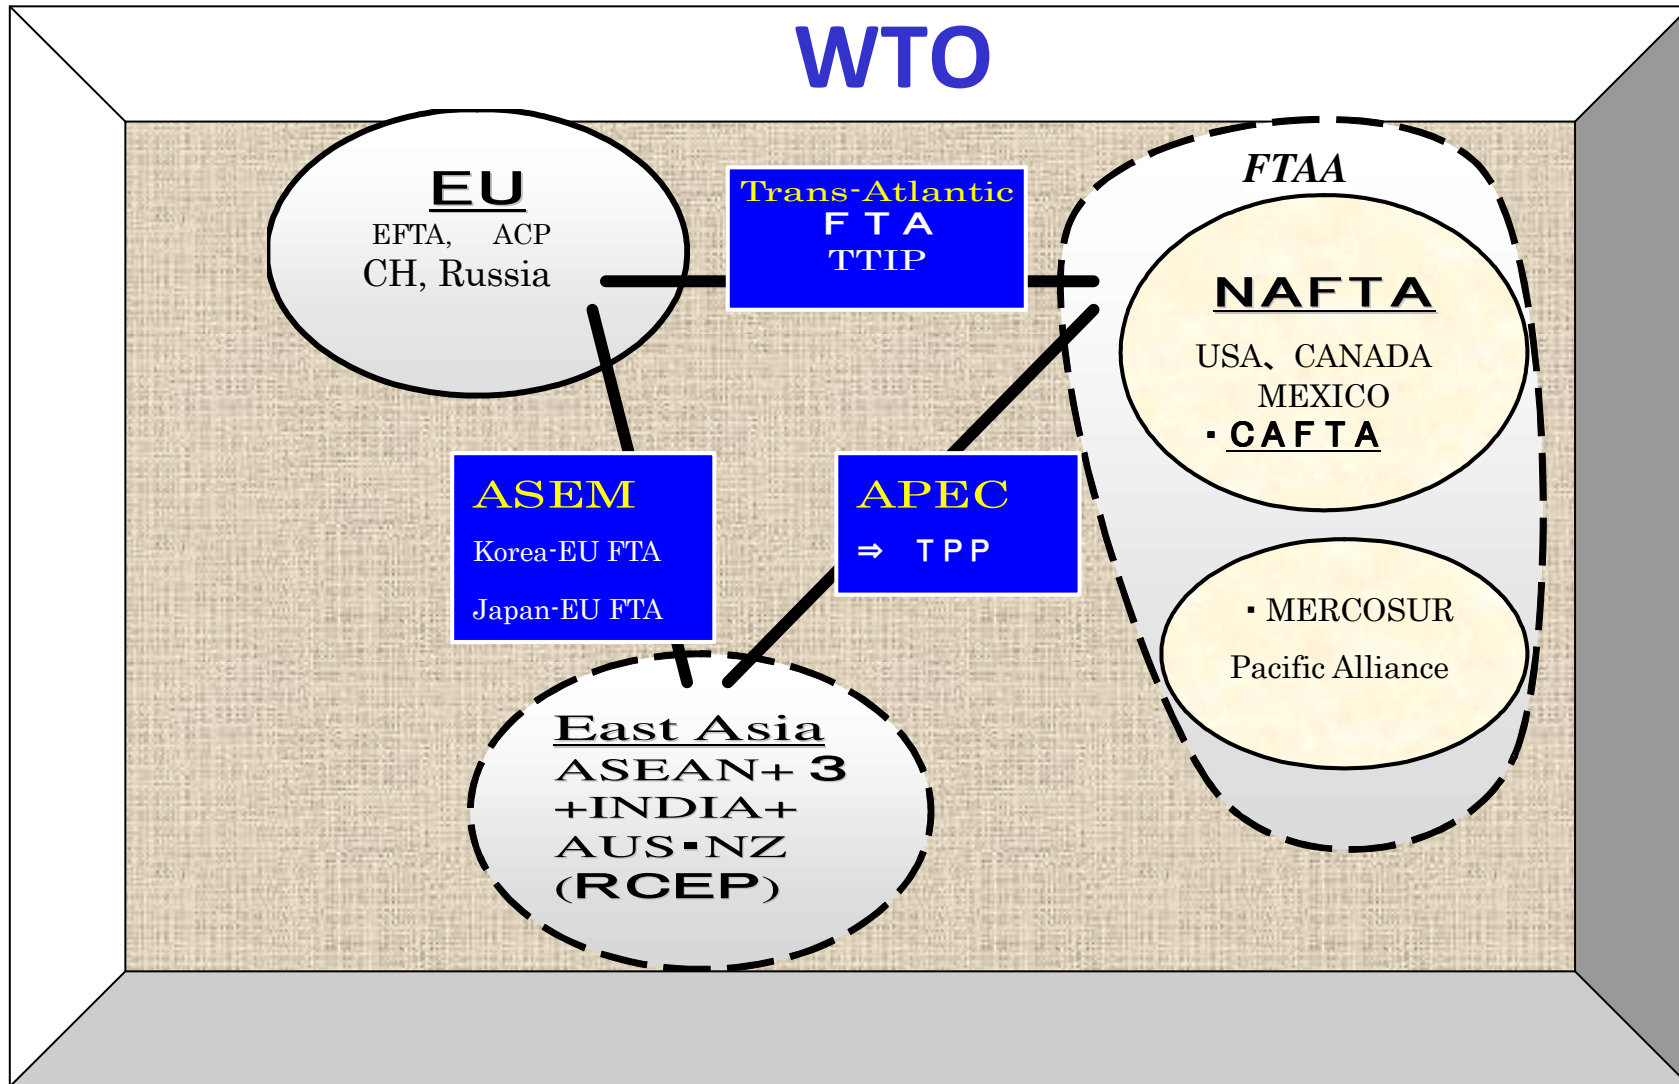 WTO
EU
EFTA, ACP
CH, Russia
Trans-Atlantic
ＦＴＡ
TTIP
FTAA
ＮＡＦＴＡ
USA、CANADA
MEXICO
・ＣＡＦＴＡ
ASEM
Korea-EU FTA
Japan-EU FTA
APEC
⇒ ＴＰＰ
・MERCOSUR
Pacific Alliance
East Asia
ASEAN+３
+INDIA+
AUS・NZ
(RCEP)